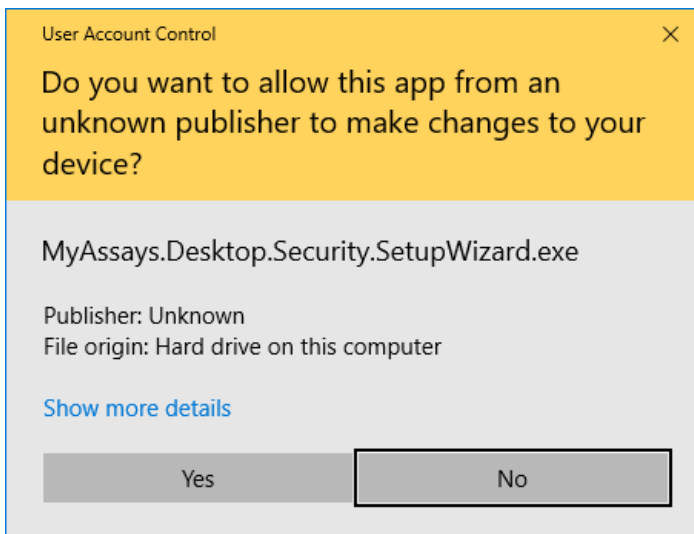 User Account Control
Do you want to allow this app from an
unknown publisher to make changes to your
device?
MyAssays.Desktop.Security.SetupWizard.exe
Publisher: Unknown
File origin: Hard drive on this computer
Show more details
Yes
No